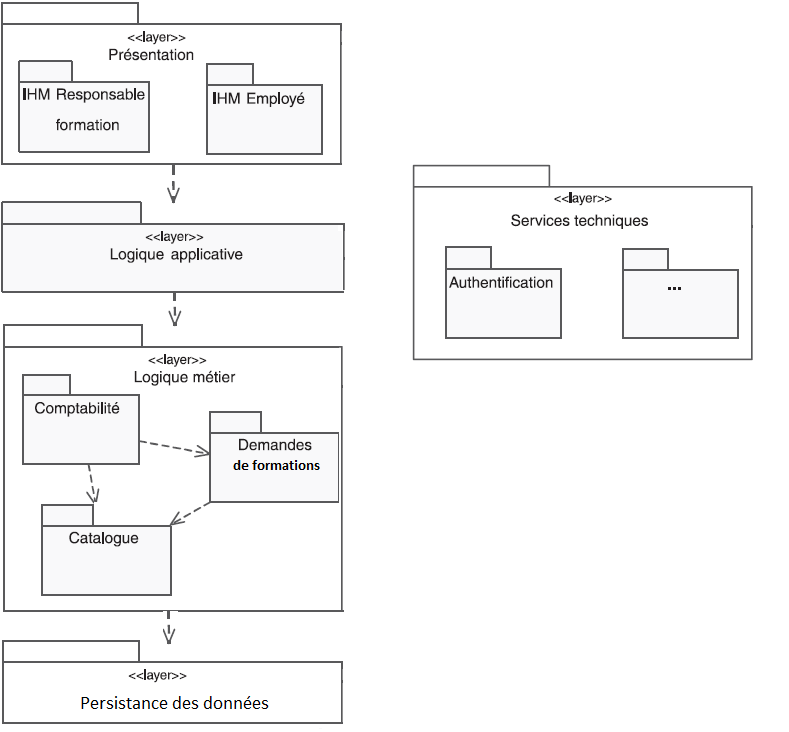 <<layer>>
Présentation
IHM Responsable
formation
IHM Employé
<<layer>>
Logique applicative
<<layer>>
Logique métier
Comptabilité
Demandes
de formations
Catalogue
<<layer>>
Persistance des données
<<layer>>
Services techniques
Authentification
...